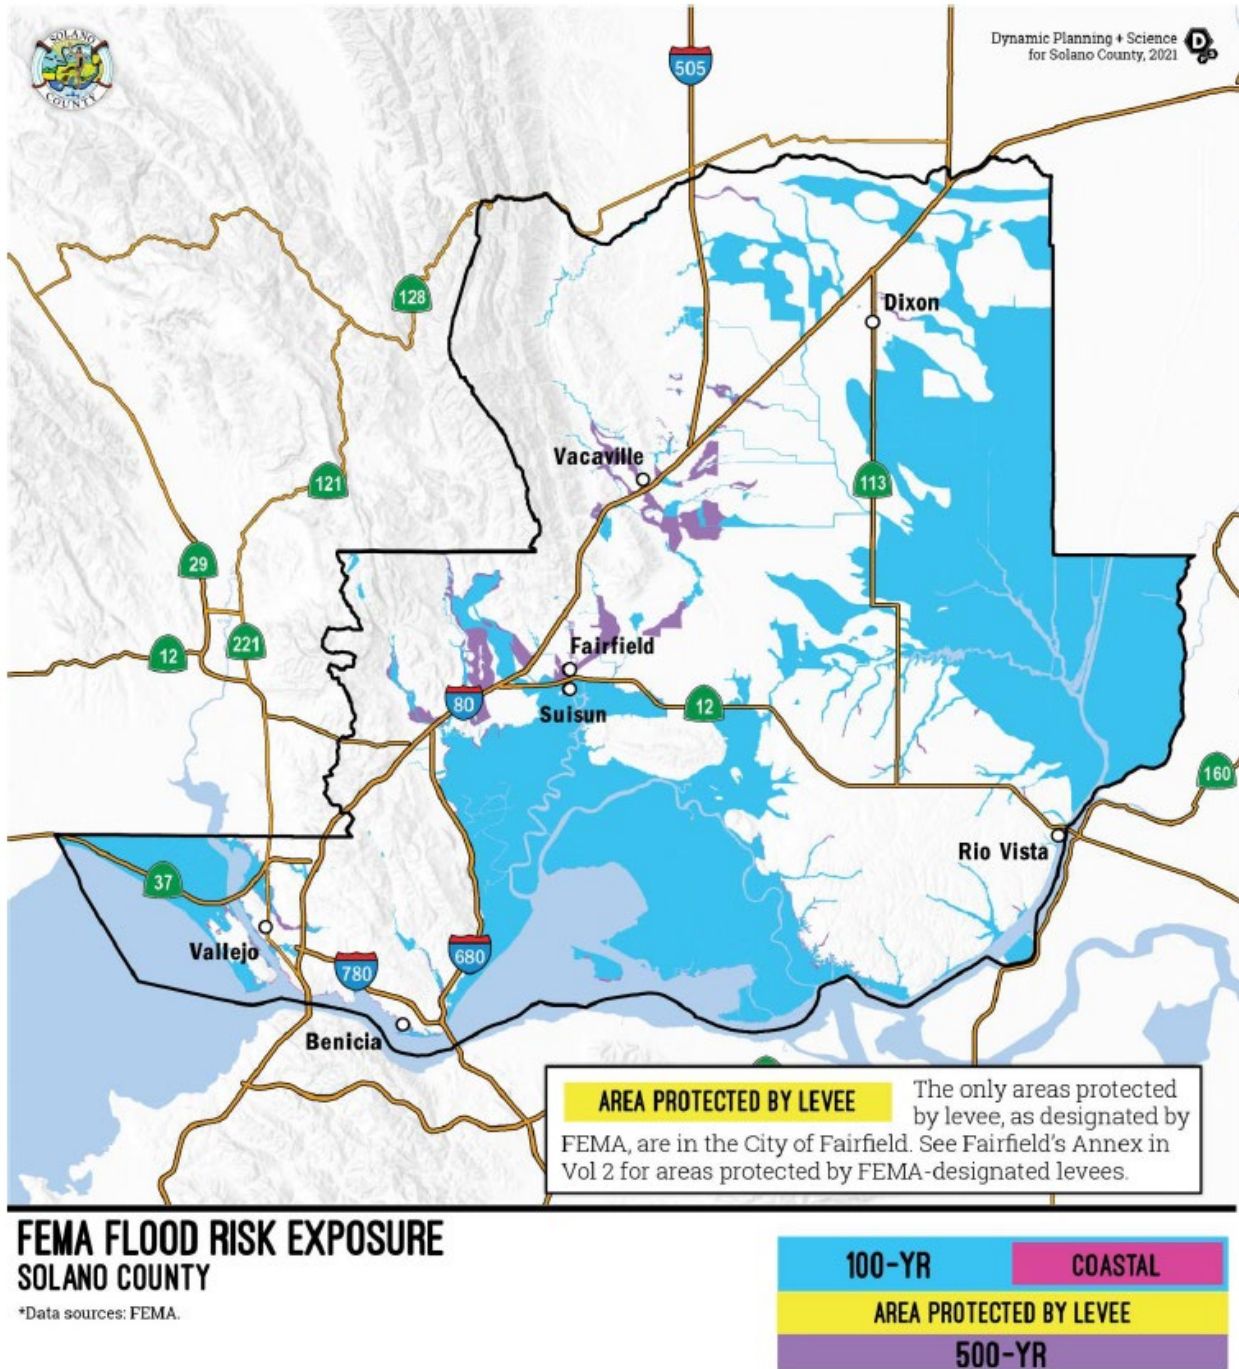 SOLANO
COUNTY
Dynamic Planning + Science
for Solano County, 2021
D
P
S
505
128
Dixon
Vacaville
121
113
29
12
221
Fairfield
80
Suisun
12
160
Rio Vista
37
Vallejo
780
680
Benicia
AREA PROTECTED BY LEVEE
The only areas protected
by levee, as designated by
FEMA, are in the City of Fairfield. See Fairfield's Annex in
Vol 2 for areas protected by FEMA-designated levees.
FEMA FLOOD RISK EXPOSURE
SOLANO COUNTY
*Data sources: FEMA.
100-YR
COASTAL
AREA PROTECTED BY LEVEE
500-YR